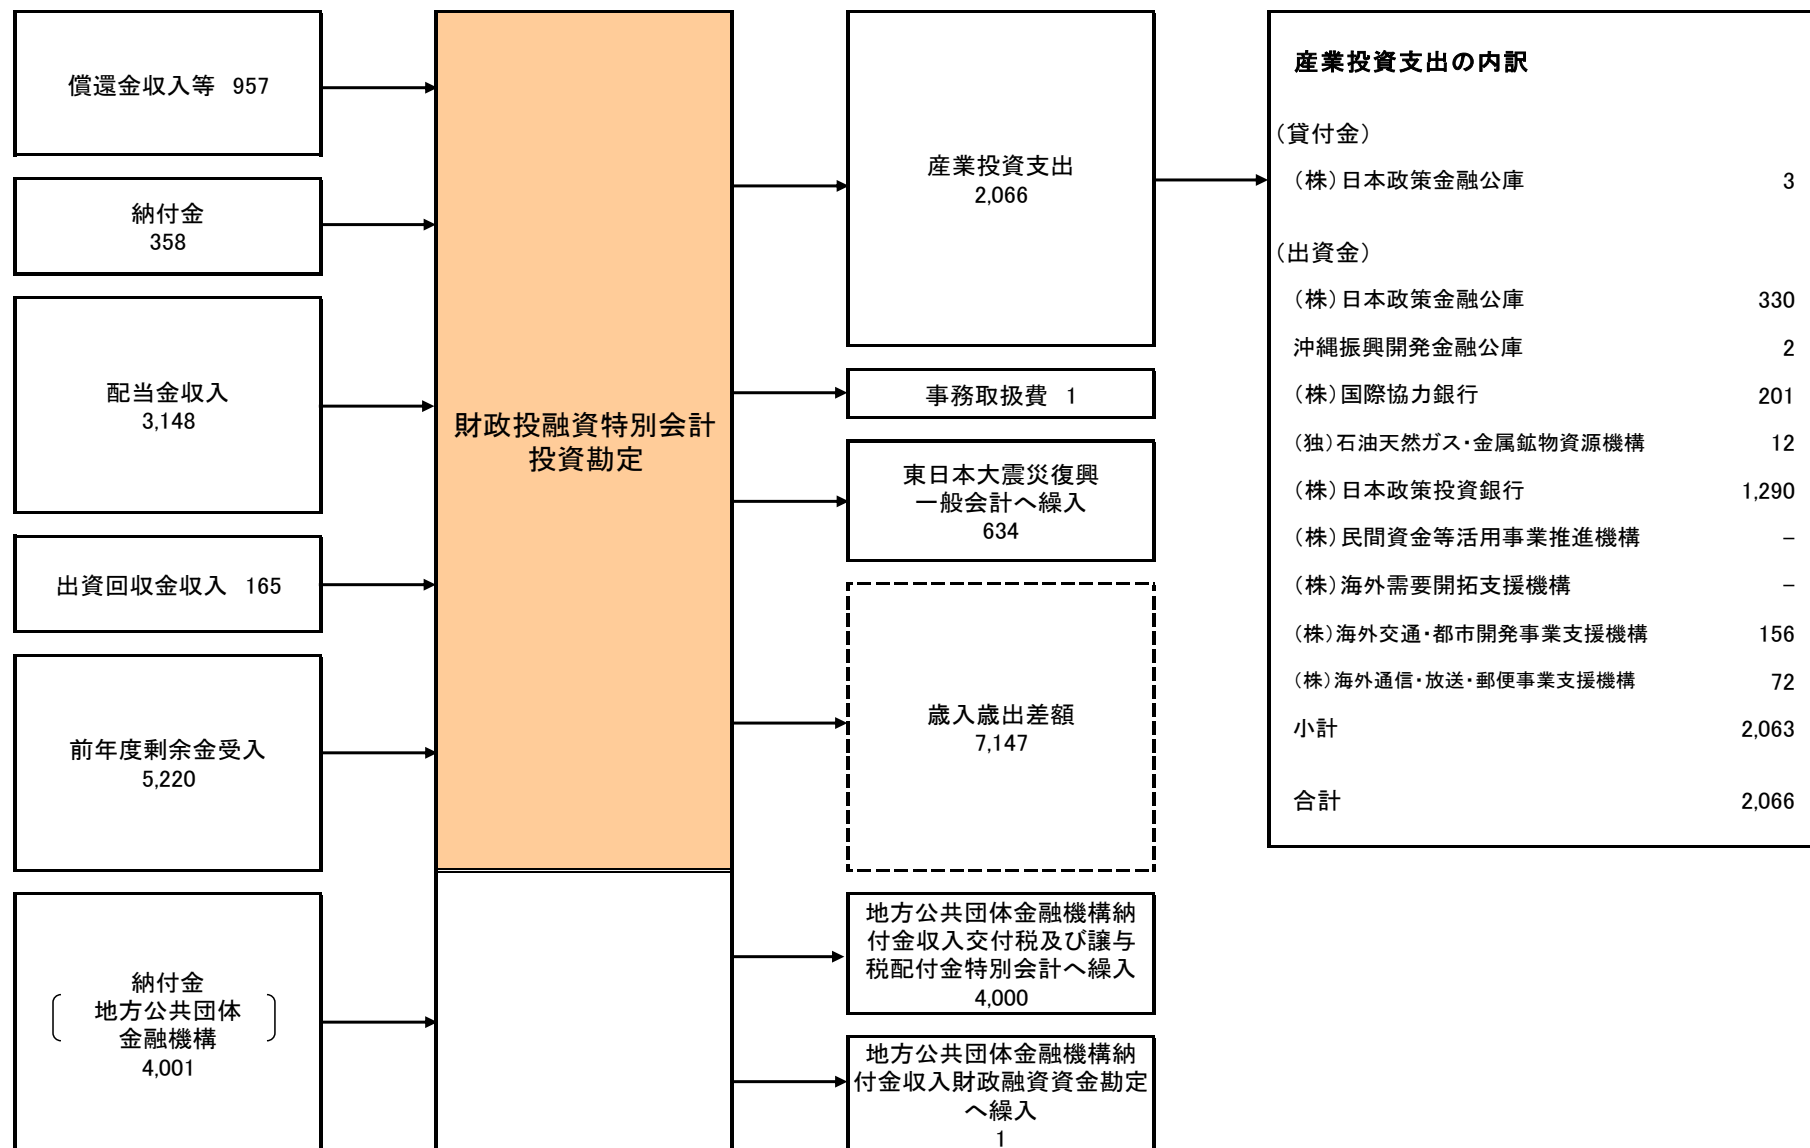 償還金収入等 957
納付金
358
配当金収入
3,148
出資回収金収入 165
前年度剰余金受入
5,220
納付金
地方公共団体
金融機構
4,001
財政投融資特別会計
投資勘定
産業投資支出
2,066
事務取扱費 1
東日本大震災復興
一般会計へ繰入
634
歳入歳出差額
7,147
地方公共団体金融機構納
付金収入交付税及び譲与
税配付金特別会計へ繰入
4,000
地方公共団体金融機構納
付金収入財政融資資金勘定
へ繰入
1
産業投資支出の内訳
(貸付金)
(株)日本政策金融公庫 3
(出資金)
(株)日本政策金融公庫 330
沖縄振興開発金融公庫 2
(株)国際協力銀行 201
(独)石油天然ガス・金属鉱物資源機構 12
(株)日本政策投資銀行 1,290
(株)民間資金等活用事業推進機構 −
(株)海外需要開拓支援機構 −
(株)海外交通・都市開発事業支援機構 156
(株)海外通信・放送・郵便事業支援機構 72
小計 2,063
合計 2,066